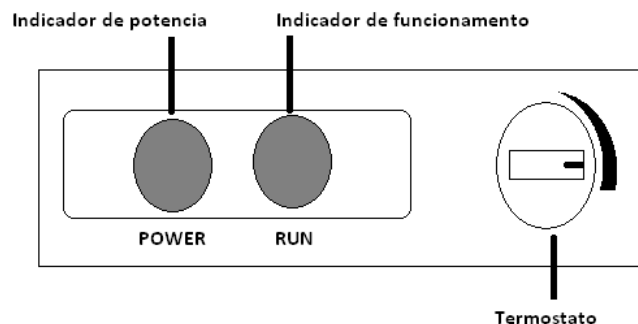 Indicador de potencia
Indicador de funcionamento
POWER
RUN
Termostato